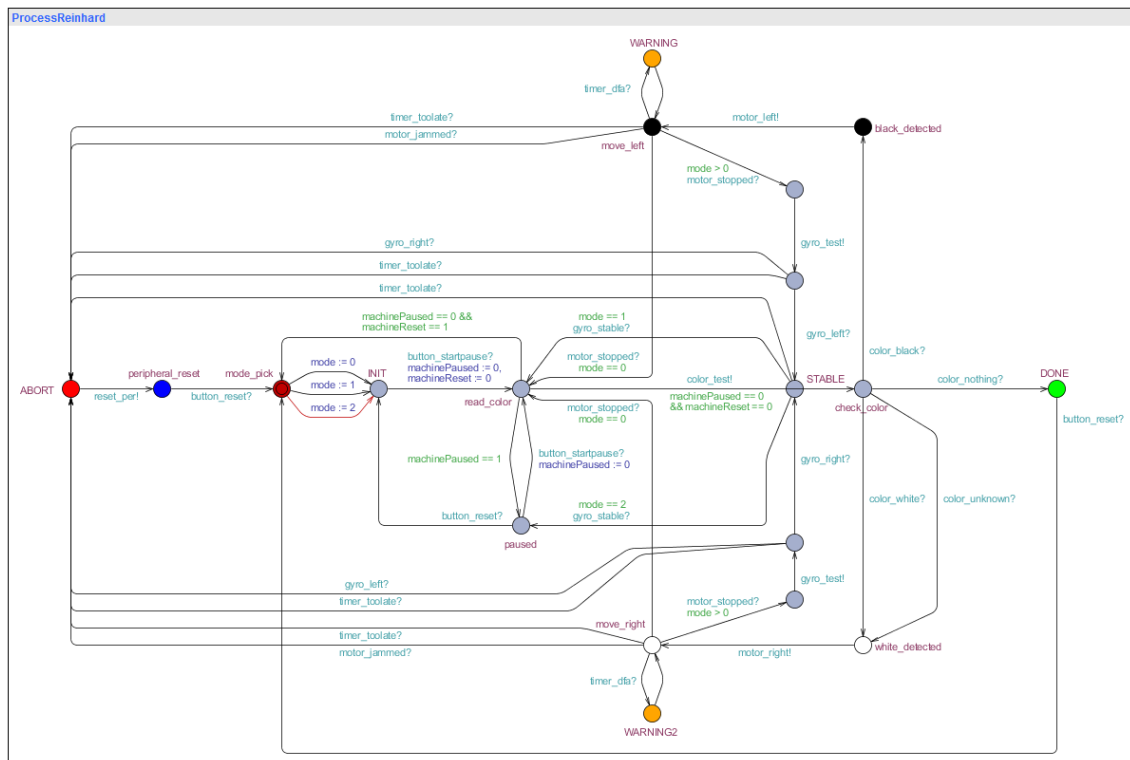 ProcessReinhard
WARNING
timer_dfa?
timer_toolate?
motor_jammed?
move_left
motor_left!
black_detected
mode > 0
motor_stopped?
gyro_test!
gyro_right?
timer_toolate?
timer_toolate?
machinePaused == 0 &&
machineReset == 1
mode == 1
gyro_stable?
gyro_left?
color_black?
ABORT
reset_per!
peripheral_reset
button_reset?
mode_pick
mode := 0
mode := 1
mode := 2
INIT
button_startpause?
machinePaused := 0,
machineReset := 0
read_color
motor_stopped?
mode == 0
color_test!
machinePaused == 0
&& machineReset == 0
STABLE
check_color
color_nothing?
DONE
button_reset?
motor_stopped?
mode == 0
machinePaused == 1
button_startpause?
machinePaused := 0
gyro_right?
color_white?
color_unknown?
mode == 2
gyro_stable?
button_reset?
paused
gyro_left?
timer_toolate?
gyro_test!
motor_stopped?
mode > 0
move_right
timer_toolate?
motor_jammed?
motor_right!
white_detected
timer_dfa?
WARNING2